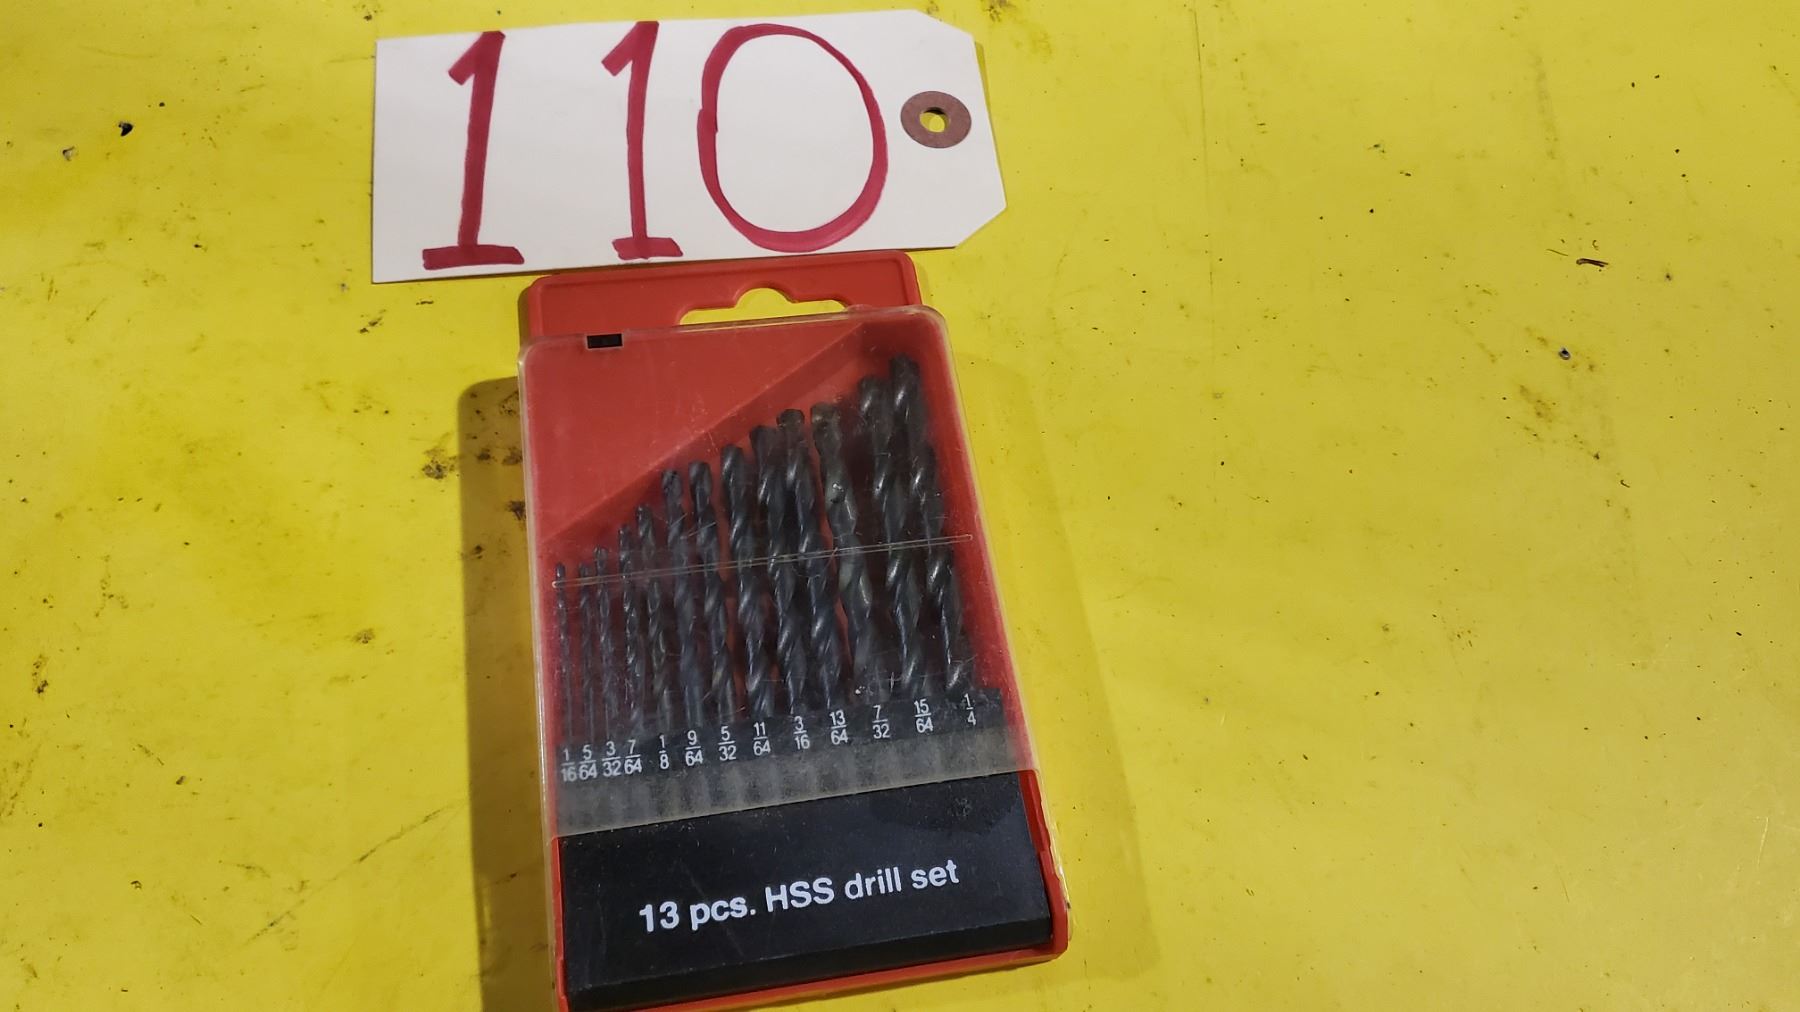 110
1/16 5/64 3/32 7/64 1/8 9/64 5/32 11/64 3/16 13/64 7/32 15/64 1/4
13 pcs. HSS drill set